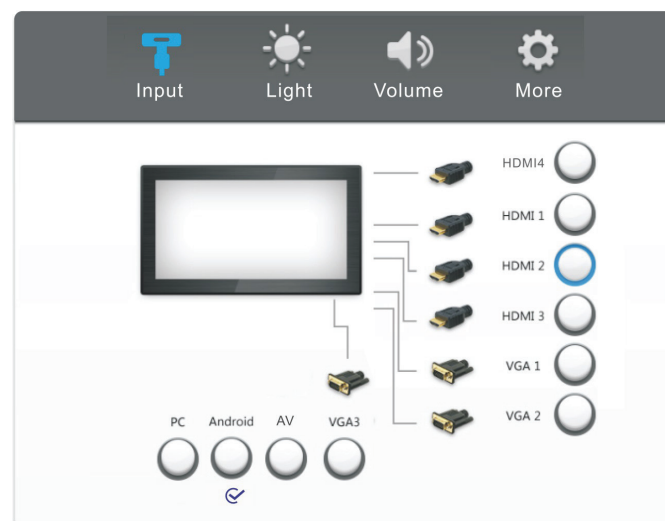 Input Light Volume More
HDMI4
HDMI 1
HDMI 2
HDMI 3
VGA 1
VGA 2
PC Android AV VGA3